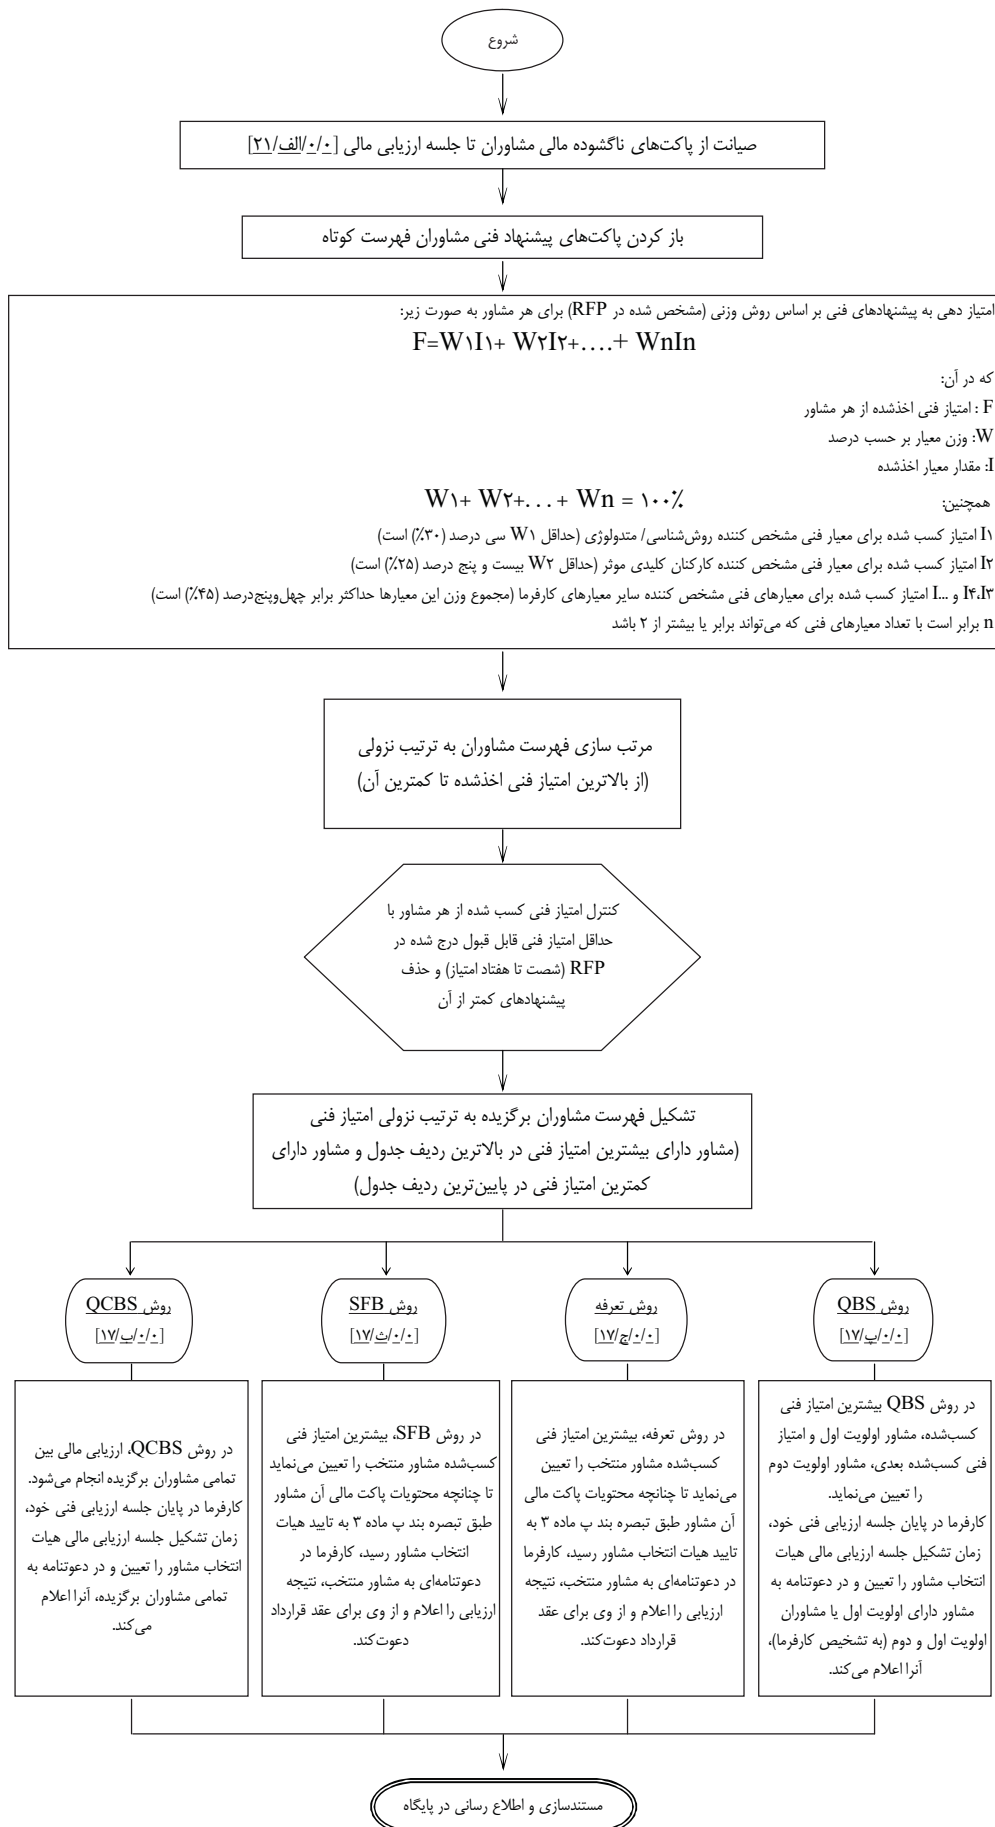 شروع
صیانت از پاکت‌های ناگشوده مالی مشاوران تا جلسه ارزیابی مالی [۰/۰/الف/۲۱]
باز کردن پاکت‌های پیشنهاد فنی مشاوران فهرست کوتاه
امتیاز دهی به پیشنهادهای فنی بر اساس روش وزنی (مشخص شده در RFP) برای هر مشاور به صورت زیر:
F=W۱I۱+ W۲I۲+....+ WnIn
که در آن:
F : امتیاز فنی اخذشده از هر مشاور
W: وزن معیار بر حسب درصد
I: مقدار معیار اخذشده
همچنین: W۱+ W۲+...+ Wn = ۱۰۰٪
I۱ امتیاز کسب شده برای معیار فنی مشخص کننده روش‌شناسی/ متدولوژی (حداقل W۱ سی درصد (۳۰٪) است)
I۲ امتیاز کسب شده برای معیار فنی مشخص کننده کارکنان کلیدی موثر (حداقل W۲ بیست و پنج درصد (۲۵٪) است)
I۳،I۴ و ...I امتیاز کسب شده برای معیارهای فنی مشخص کننده سایر معیارهای کارفرما (مجموع وزن این معیارها حداکثر برابر چهل‌وپنج‌درصد (۴۵٪) است)
n برابر است با تعداد معیارهای فنی که می‌تواند برابر یا بیشتر از ۲ باشد
مرتب سازی فهرست مشاوران به ترتیب نزولی
(از بالاترین امتیاز فنی اخذشده تا کمترین آن)
کنترل امتیاز فنی کسب شده از هر مشاور با
حداقل امتیاز فنی قابل قبول درج شده در
RFP (شصت تا هفتاد امتیاز) و حذف
پیشنهادهای کمتر از آن
تشکیل فهرست مشاوران برگزیده به ترتیب نزولی امتیاز فنی
(مشاور دارای بیشترین امتیاز فنی در بالاترین ردیف جدول و مشاور دارای
کمترین امتیاز فنی در پایین‌ترین ردیف جدول)
روش QBS
[۰/۰/پ/۱۷]
در روش QBS بیشترین امتیاز فنی
کسب‌شده، مشاور اولویت اول و امتیاز
فنی کسب‌شده بعدی، مشاور اولویت دوم
را تعیین می‌نماید.
کارفرما در پایان جلسه ارزیابی فنی خود،
زمان تشکیل جلسه ارزیابی مالی هیات
انتخاب مشاور را تعیین و در دعوتنامه به
مشاور دارای اولویت اول یا مشاوران
اولویت اول و دوم (به تشخیص کارفرما)،
آنرا اعلام می‌کند.
روش تعرفه
[۰/۰/ج/۱۷]
در روش تعرفه، بیشترین امتیاز فنی
کسب‌شده مشاور منتخب را تعیین
می‌نماید تا چنانچه محتویات پاکت مالی
آن مشاور طبق تبصره بند پ ماده ۳ به
تایید هیات انتخاب مشاور رسید، کارفرما
در دعوتنامه‌ای به مشاور منتخب، نتیجه
ارزیابی را اعلام و از وی برای عقد
قرارداد دعوت‌کند.
روش SFB
[۰/۰/ث/۱۷]
در روش SFB، بیشترین امتیاز فنی
کسب‌شده مشاور منتخب را تعیین می‌نماید
تا چنانچه محتویات پاکت مالی آن مشاور
طبق تبصره بند پ ماده ۳ به تایید هیات
انتخاب مشاور رسید، کارفرما در
دعوتنامه‌ای به مشاور منتخب، نتیجه
ارزیابی را اعلام و از وی برای عقد قرارداد
دعوت‌کند.
روش QCBS
[۰/۰/ب/۱۷]
در روش QCBS، ارزیابی مالی بین
تمامی مشاوران برگزیده انجام می‌شود.
کارفرما در پایان جلسه ارزیابی فنی خود،
زمان تشکیل جلسه ارزیابی مالی هیات
انتخاب مشاور را تعیین و در دعوتنامه به
تمامی مشاوران برگزیده، آنرا اعلام
می‌کند.
مستندسازی و اطلاع رسانی در پایگاه